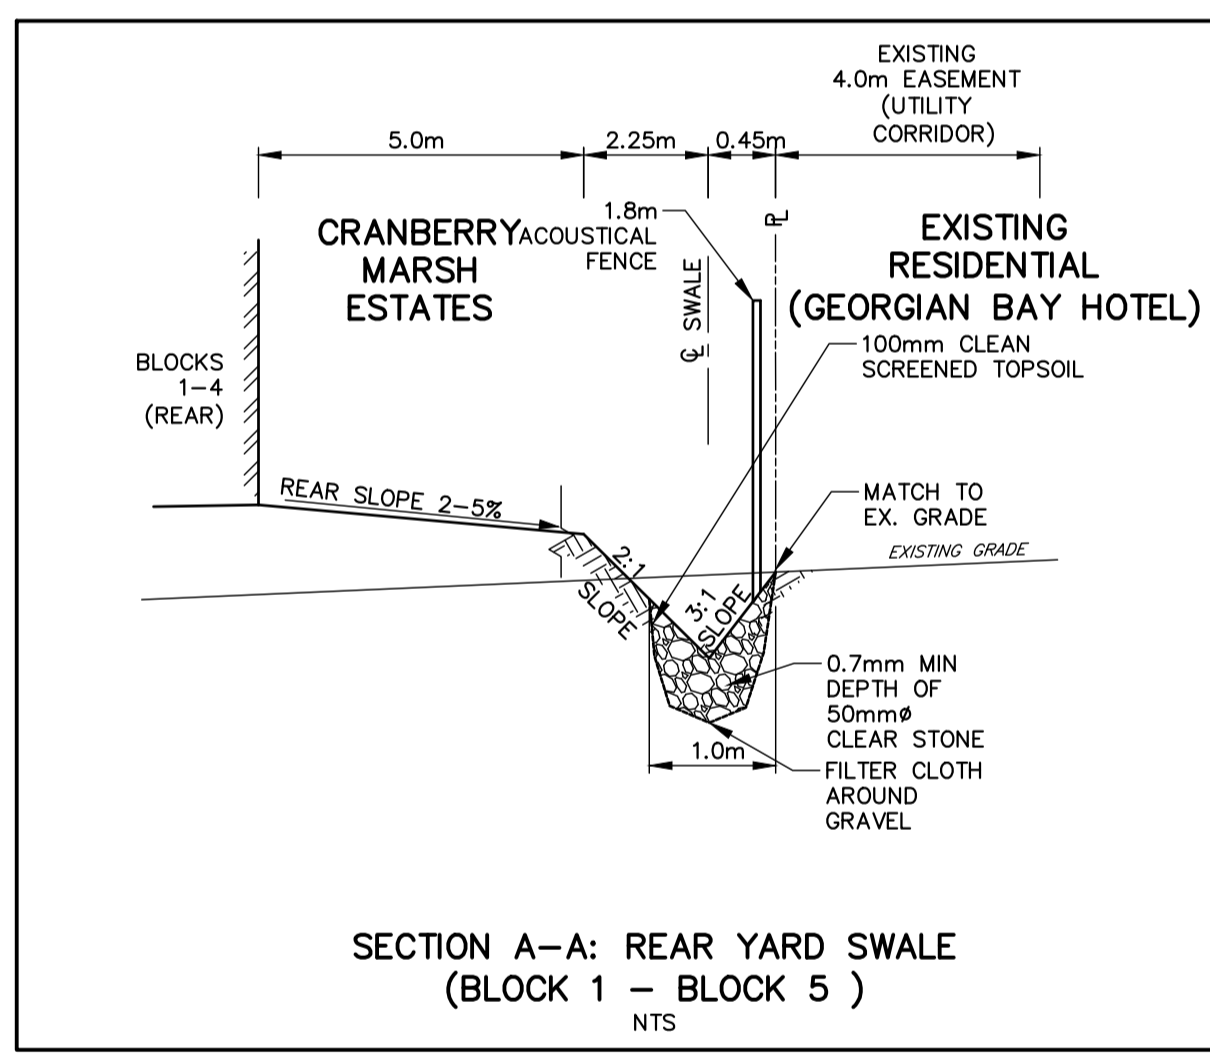 EXISTING
4.0m EASEMENT
(UTILITY
CORRIDOR)
5.0m
2.25m
0.45m
1.8m
ACOUSTICAL
FENCE
CRANBERRY
MARSH
ESTATES
℄ SWALE
PL
EXISTING
RESIDENTIAL
(GEORGIAN BAY HOTEL)
BLOCKS
1-4
(REAR)
100mm CLEAN
SCREENED TOPSOIL
REAR SLOPE 2-5%
MATCH TO
EX. GRADE
EXISTING GRADE
2:1
SLOPE
3:1
SLOPE
0.7mm MIN
DEPTH OF
50mmø
CLEAR STONE
1.0m
FILTER CLOTH
AROUND
GRAVEL
SECTION A-A: REAR YARD SWALE
(BLOCK 1 - BLOCK 5 )
NTS